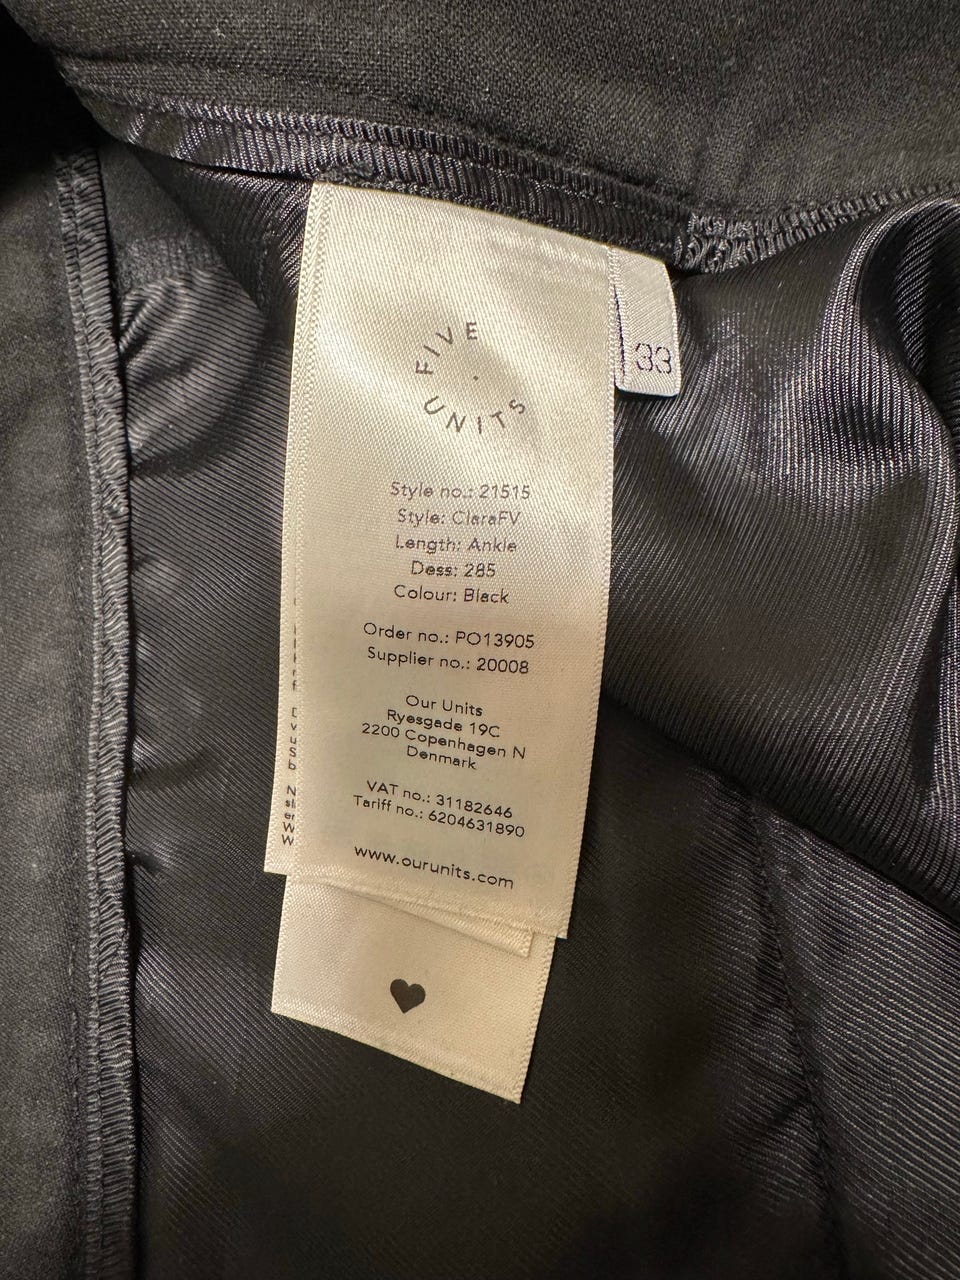 FIVE
UNITS
33
Style no.: 21515
Style: ClaraFV
Length: Ankle
Dess: 285
Colour: Black
Order no.: PO13905
Supplier no.: 20008
Our Units
Ryesgade 19C
2200 Copenhagen N
Denmark
VAT no.: 31182646
Tariff no.: 6204631890
www.ourunits.com